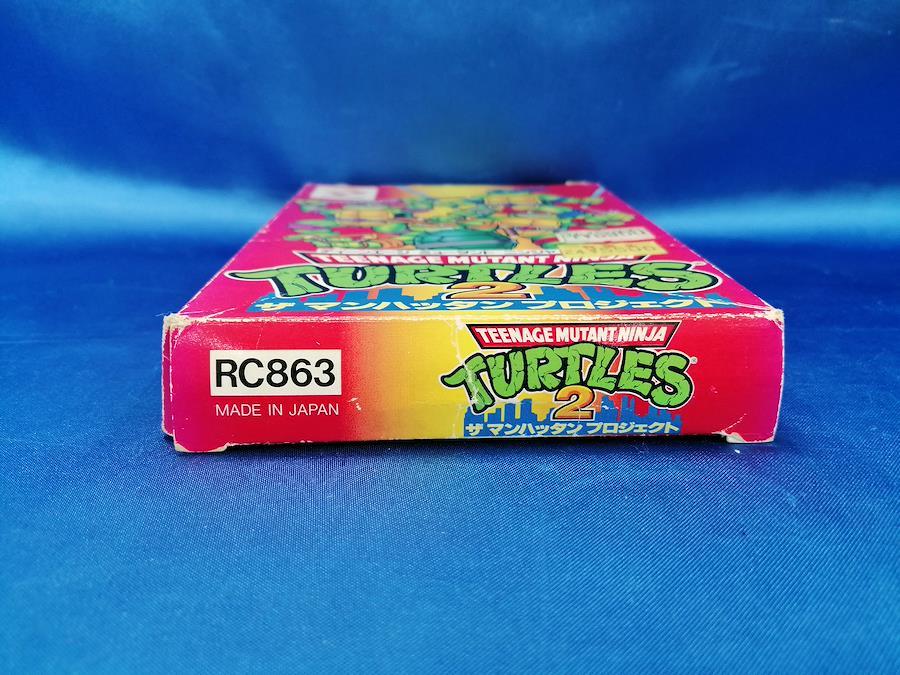 TEENAGE MUTANT NINJA
TURTLES
2
ザ マンハッタン プロジェクト
RC863
MADE IN JAPAN
TEENAGE MUTANT NINJA
TURTLES®
2
ザ マンハッタン プロジェクト